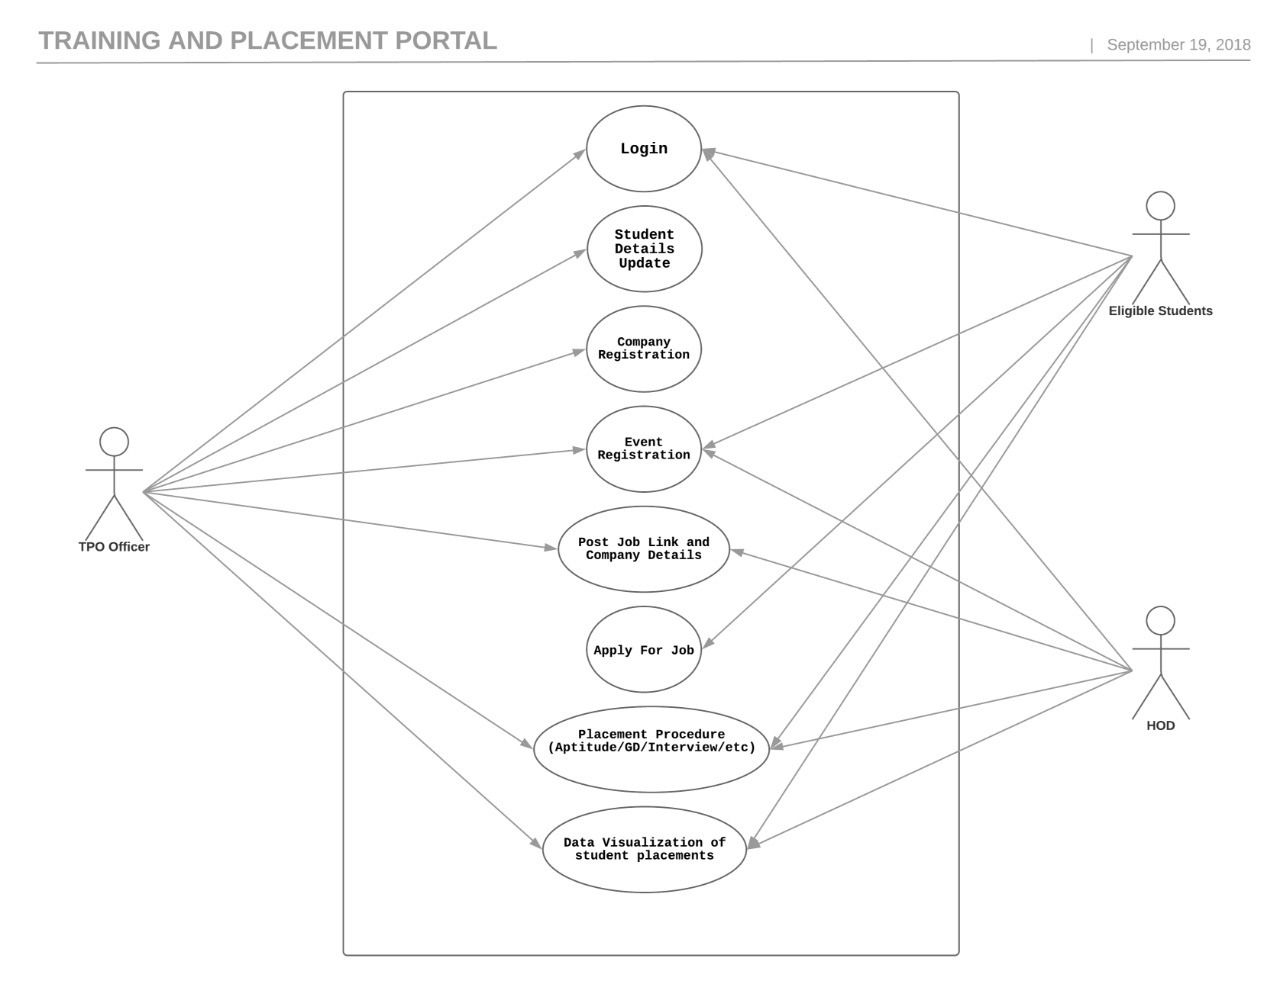 TRAINING AND PLACEMENT PORTAL
| September 19, 2018
Login
Student
Details
Update
Eligible Students
Company
Registration
Event
Registration
TPO Officer
Post Job Link and
Company Details
Apply For Job
HOD
Placement Procedure
(Aptitude/GD/Interview/etc)
Data Visualization of
student placements